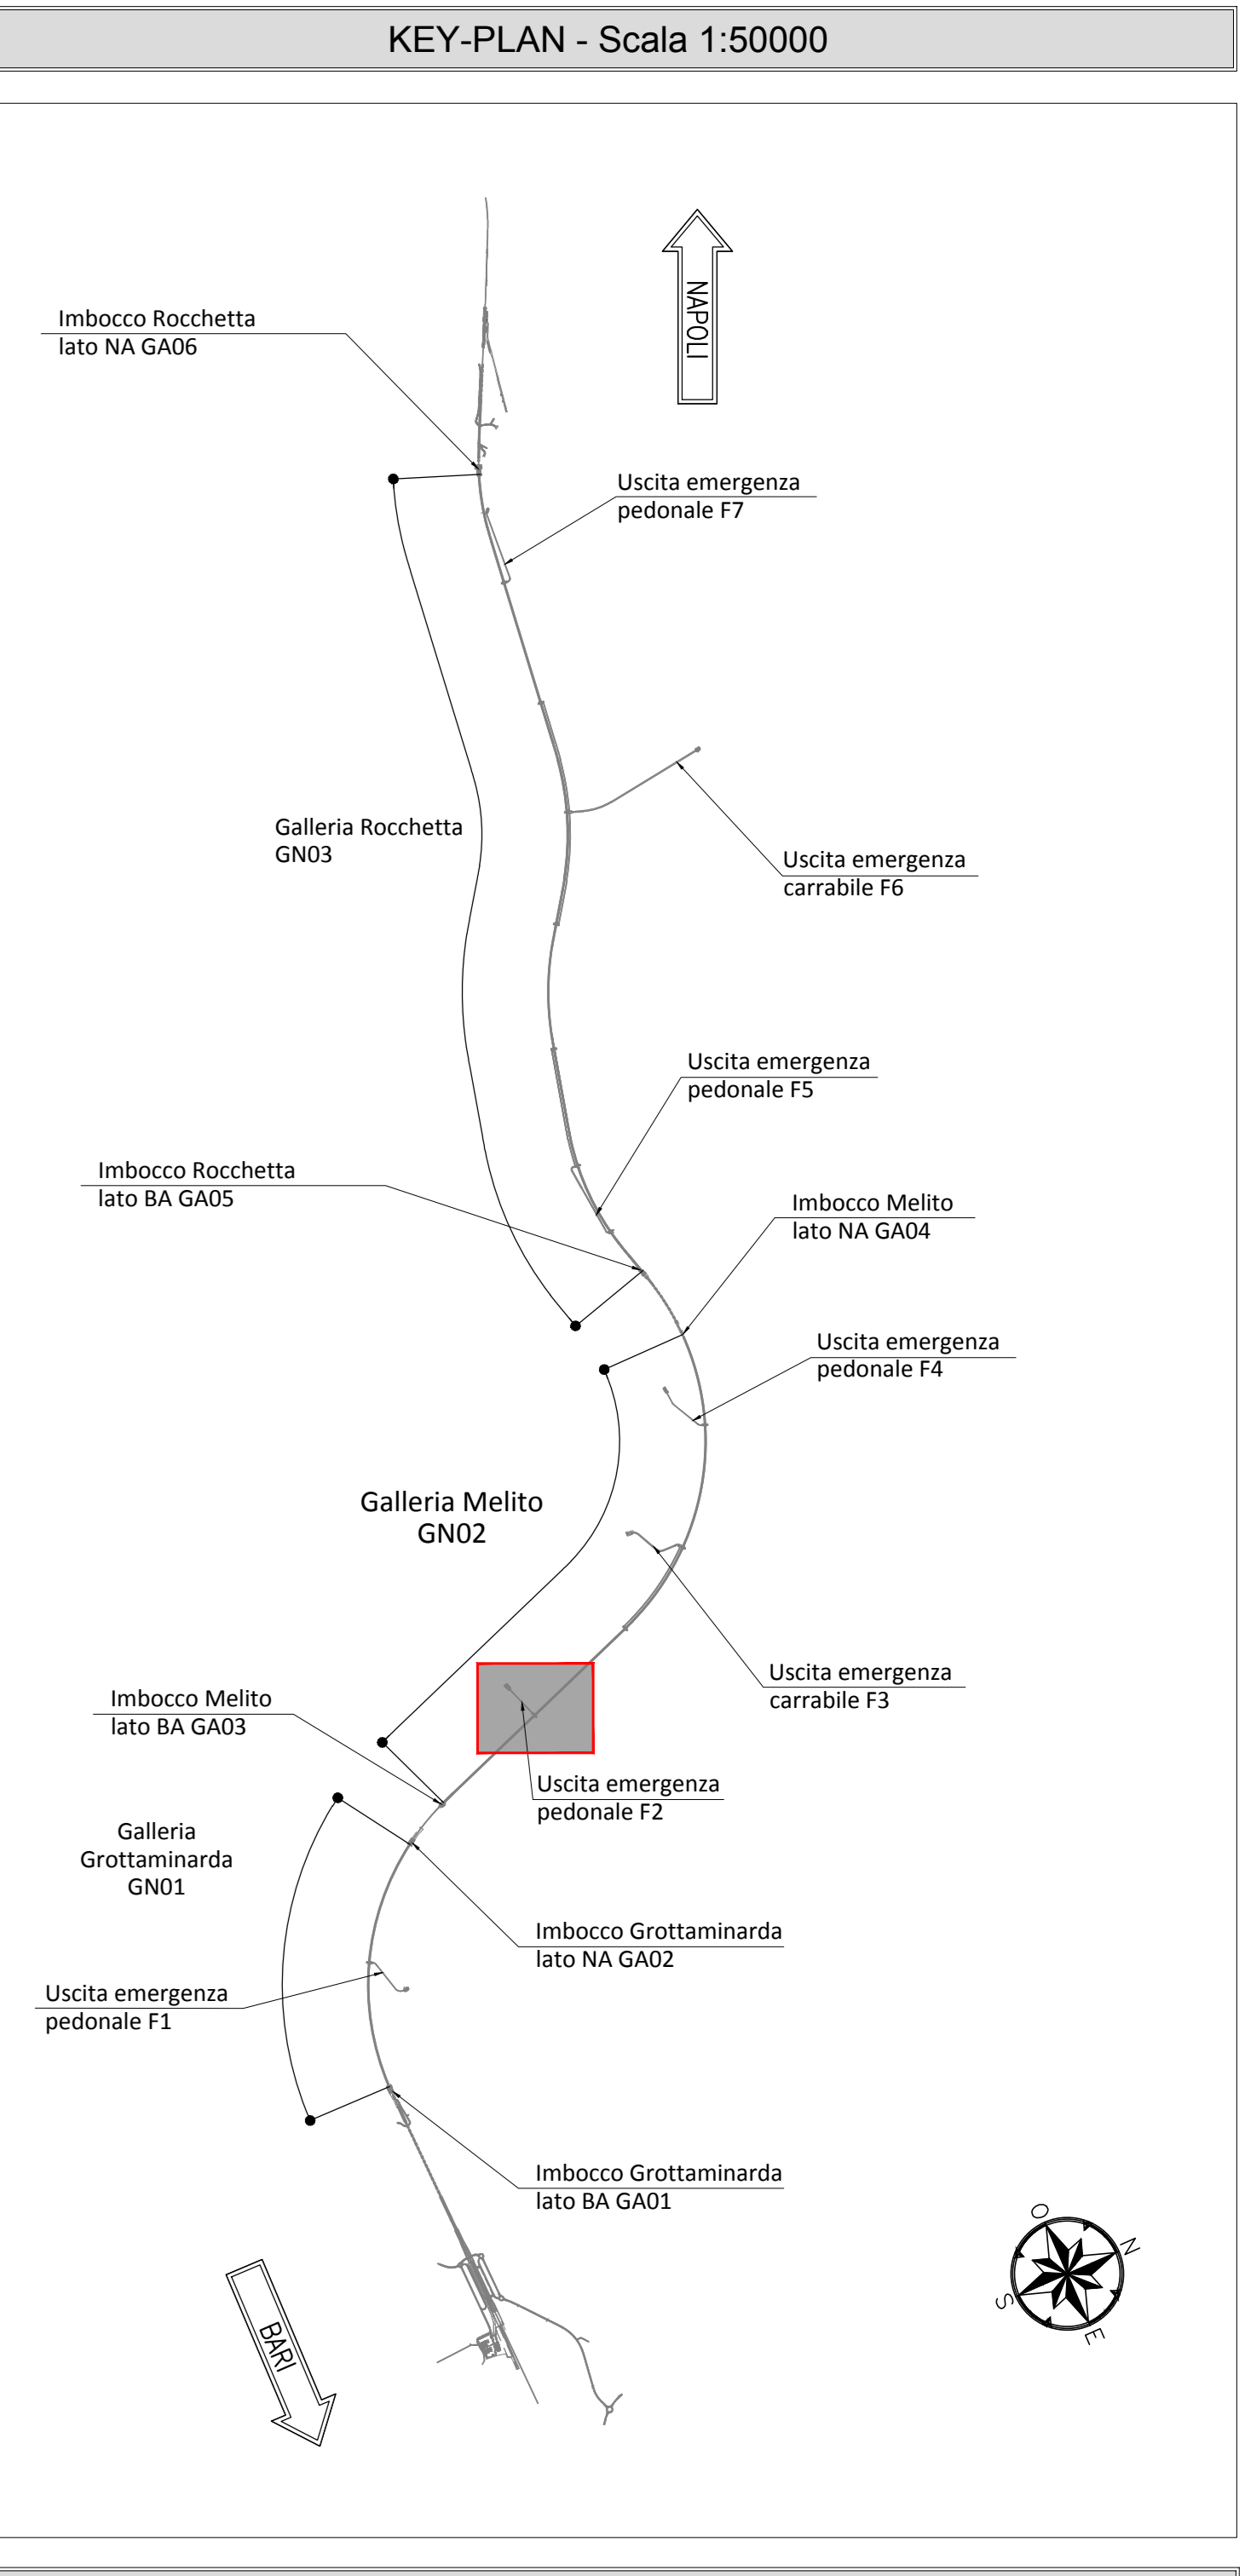 KEY-PLAN - Scala 1:50000
NAPOLI
Imbocco Rocchetta
lato NA GA06
Uscita emergenza
pedonale F7
Galleria Rocchetta
GN03
Uscita emergenza
carrabile F6
Uscita emergenza
pedonale F5
Imbocco Rocchetta
lato BA GA05
Imbocco Melito
lato NA GA04
Uscita emergenza
pedonale F4
Galleria Melito
GN02
Uscita emergenza
carrabile F3
Imbocco Melito
lato BA GA03
Uscita emergenza
pedonale F2
Galleria
Grottaminarda
GN01
Imbocco Grottaminarda
lato NA GA02
Uscita emergenza
pedonale F1
Imbocco Grottaminarda
lato BA GA01
O
N
S
E
BARI